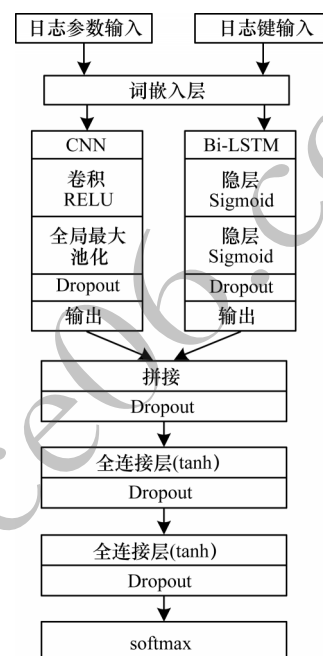 日志参数输入
日志键输入
词嵌入层
CNN
卷积
RELU
全局最大
池化
Dropout
输出
Bi-LSTM
隐层
Sigmoid
隐层
Sigmoid
Dropout
输出
拼接
Dropout
全连接层(tanh)
Dropout
全连接层(tanh)
Dropout
softmax